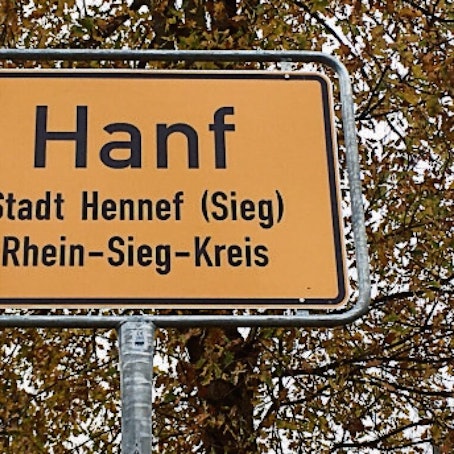 Hanf
Stadt Hennef (Sieg)
Rhein-Sieg-Kreis